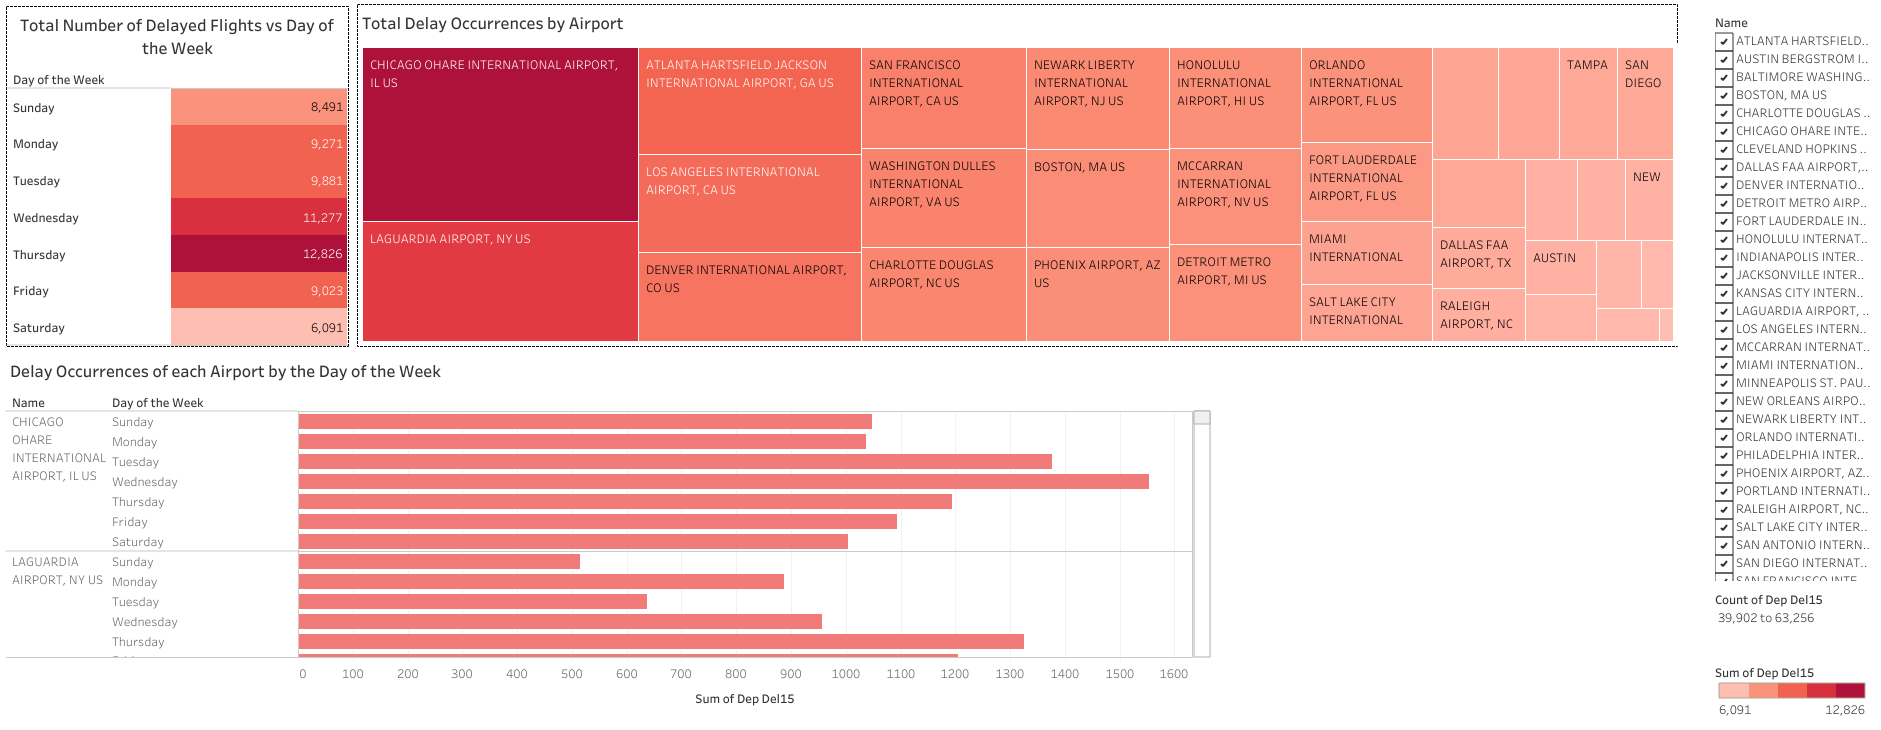 Total Number of Delayed Flights vs Day of
the Week
Day of the Week
Sunday 8,491
Monday 9,271
Tuesday 9,881
Wednesday 11,277
Thursday 12,826
Friday 9,023
Saturday 6,091
Total Delay Occurrences by Airport
CHICAGO OHARE INTERNATIONAL AIRPORT,
IL US
LAGUARDIA AIRPORT, NY US
ATLANTA HARTSFIELD JACKSON
INTERNATIONAL AIRPORT, GA US
LOS ANGELES INTERNATIONAL
AIRPORT, CA US
DENVER INTERNATIONAL AIRPORT,
CO US
SAN FRANCISCO
INTERNATIONAL
AIRPORT, CA US
WASHINGTON DULLES
INTERNATIONAL
AIRPORT, VA US
CHARLOTTE DOUGLAS
AIRPORT, NC US
NEWARK LIBERTY
INTERNATIONAL
AIRPORT, NJ US
BOSTON, MA US
PHOENIX AIRPORT, AZ
US
HONOLULU
INTERNATIONAL
AIRPORT, HI US
MCCARRAN
INTERNATIONAL
AIRPORT, NV US
DETROIT METRO
AIRPORT, MI US
ORLANDO
INTERNATIONAL
AIRPORT, FL US
FORT LAUDERDALE
INTERNATIONAL
AIRPORT, FL US
MIAMI
INTERNATIONAL
SALT LAKE CITY
INTERNATIONAL
DALLAS FAA
AIRPORT, TX
RALEIGH
AIRPORT, NC
TAMPA
SAN
DIEGO
NEW
AUSTIN
Delay Occurrences of each Airport by the Day of the Week
Name Day of the Week
CHICAGO
OHARE
INTERNATIONAL
AIRPORT, IL US
Sunday
Monday
Tuesday
Wednesday
Thursday
Friday
Saturday
LAGUARDIA
AIRPORT, NY US
Sunday
Monday
Tuesday
Wednesday
Thursday
0 100 200 300 400 500 600 700 800 900 1000 1100 1200 1300 1400 1500 1600
Sum of Dep Del15
Name
ATLANTA HARTSFIELD..
AUSTIN BERGSTROM I..
BALTIMORE WASHING..
BOSTON, MA US
CHARLOTTE DOUGLAS ..
CHICAGO OHARE INTE..
CLEVELAND HOPKINS ..
DALLAS FAA AIRPORT,..
DENVER INTERNATIO..
DETROIT METRO AIRP..
FORT LAUDERDALE IN..
HONOLULU INTERNAT..
INDIANAPOLIS INTER..
JACKSONVILLE INTER..
KANSAS CITY INTERN..
LAGUARDIA AIRPORT, ..
LOS ANGELES INTERN..
MCCARRAN INTERNAT..
MIAMI INTERNATION..
MINNEAPOLIS ST. PAU..
NEW ORLEANS AIRPO..
NEWARK LIBERTY INT..
ORLANDO INTERNATI..
PHILADELPHIA INTER..
PHOENIX AIRPORT, AZ..
PORTLAND INTERNATI..
RALEIGH AIRPORT, NC..
SALT LAKE CITY INTER..
SAN ANTONIO INTERN..
SAN DIEGO INTERNAT..
SAN FRANCISCO INTE..
Count of Dep Del15
39,902 to 63,256
Sum of Dep Del15
6,091 12,826